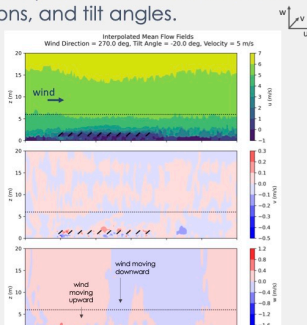 ons, and tilt angles.
w
v
u
Interpolated Mean Flow Fields
Wind Direction = 270.0 deg, Tilt Angle = -20.0 deg, Velocity = 5 m/s
20
15
10
5
0
z (m)
wind
7
6
5
4
3
2
1
0
−1
u (m/s)
20
15
10
5
0
z (m)
0.3
0.2
0.1
0.0
−0.1
−0.2
−0.3
−0.4
−0.5
v (m/s)
20
15
10
5
z (m)
wind moving
downward
wind
moving
upward
1.2
0.8
0.4
0.0
−0.4
−0.8
−1.2
w (m/s)